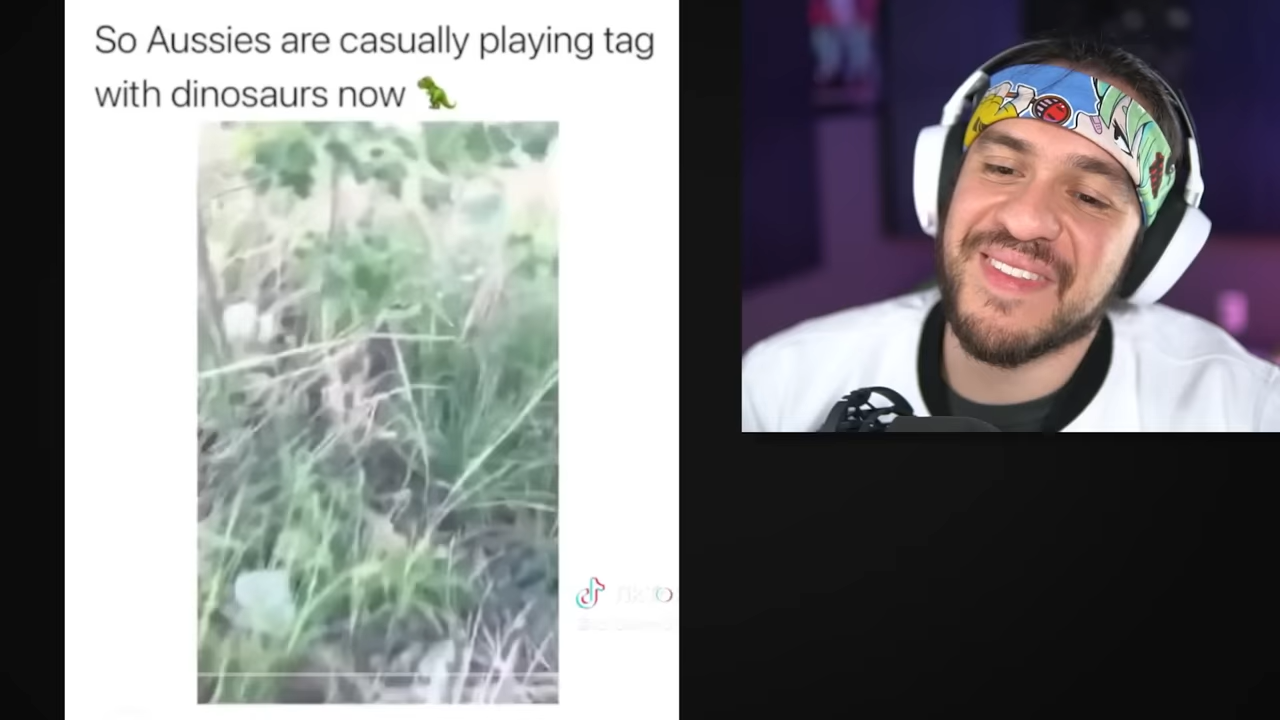 So Aussies are casually playing tag
with dinosaurs now 🦖